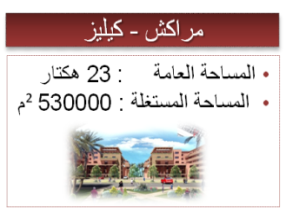 مراكش - كيليز
• المساحة العامة : 23 هكتار
• المساحة المستغلة : 530000 م²